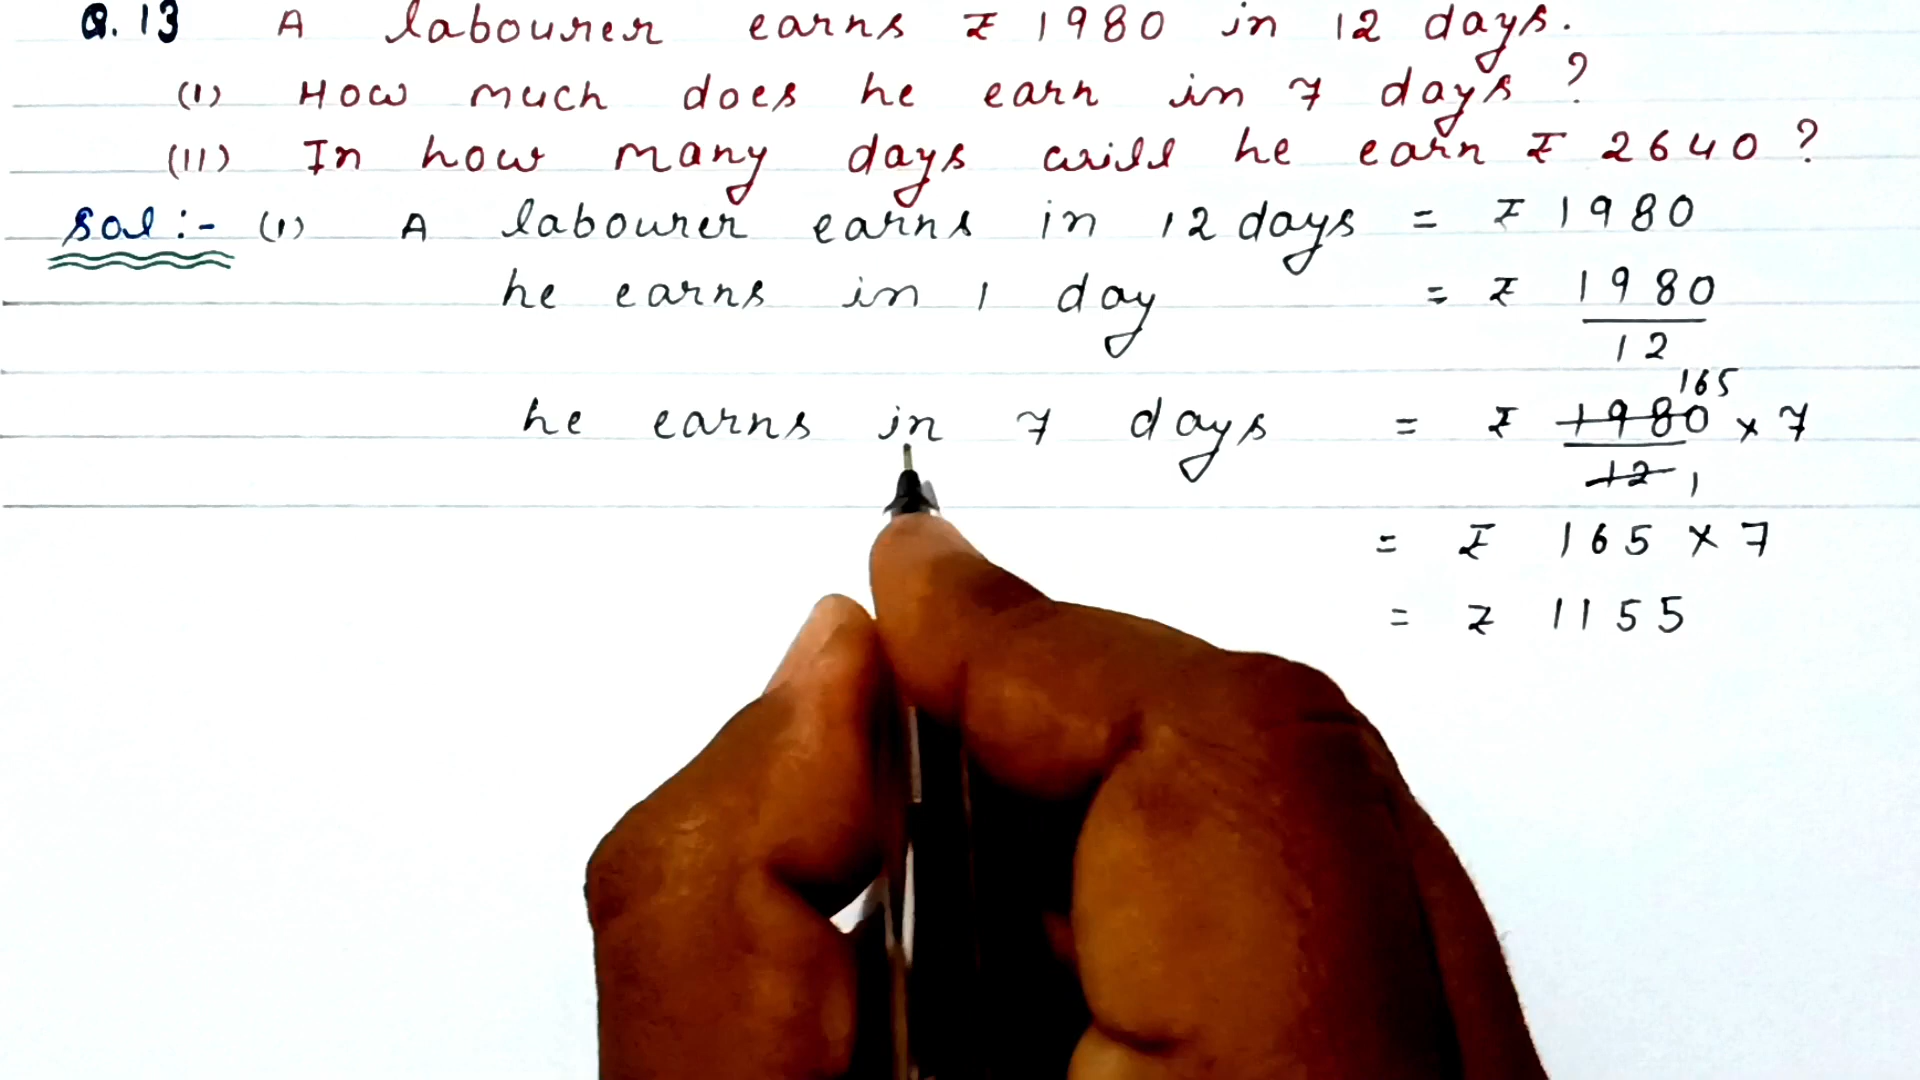 Q. 13 A labourer earns ₹ 1980 in 12 days.
(I) How much does he earn in 7 days ?
(II) In how many days will he earn ₹ 2640 ?
Sol :- (I) A labourer earns in 12 days = ₹ 1980
he earns in 1 day = ₹ 1980/12
he earns in 7 days = ₹ 1980/12 × 7
165
1
= ₹ 165 × 7
= ₹ 1155